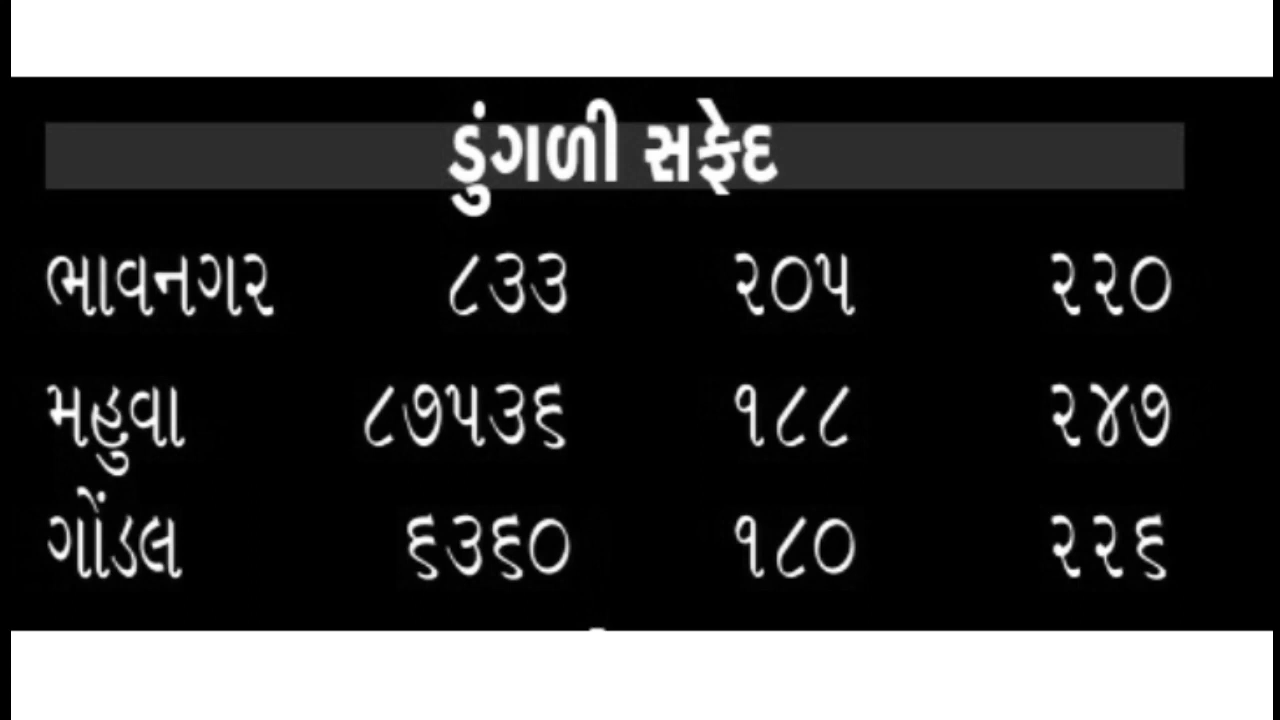 ડુંગળી સફેદ
ભાવનગર ૮૩૩ ૨૦૫ ૨૨૦
મહુવા ૮૭૫૩૬ ૧૮૮ ૨૪૭
ગોંડલ ૬૩૬૦ ૧૮૦ ૨૨૬